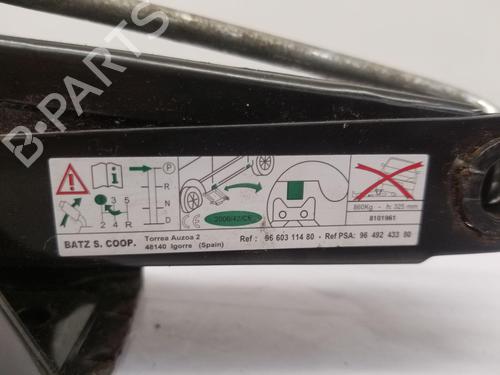 B-PARTS
P
R
N
D
1 3 5
2 4 R
2006/42/CE
860Kg - h: 325 mm
8101961
BATZ S. COOP.
Torrea Auzoa 2
48140 Igorre (Spain)
Ref : 96 603 114 80 - Ref PSA: 96 492 433 80